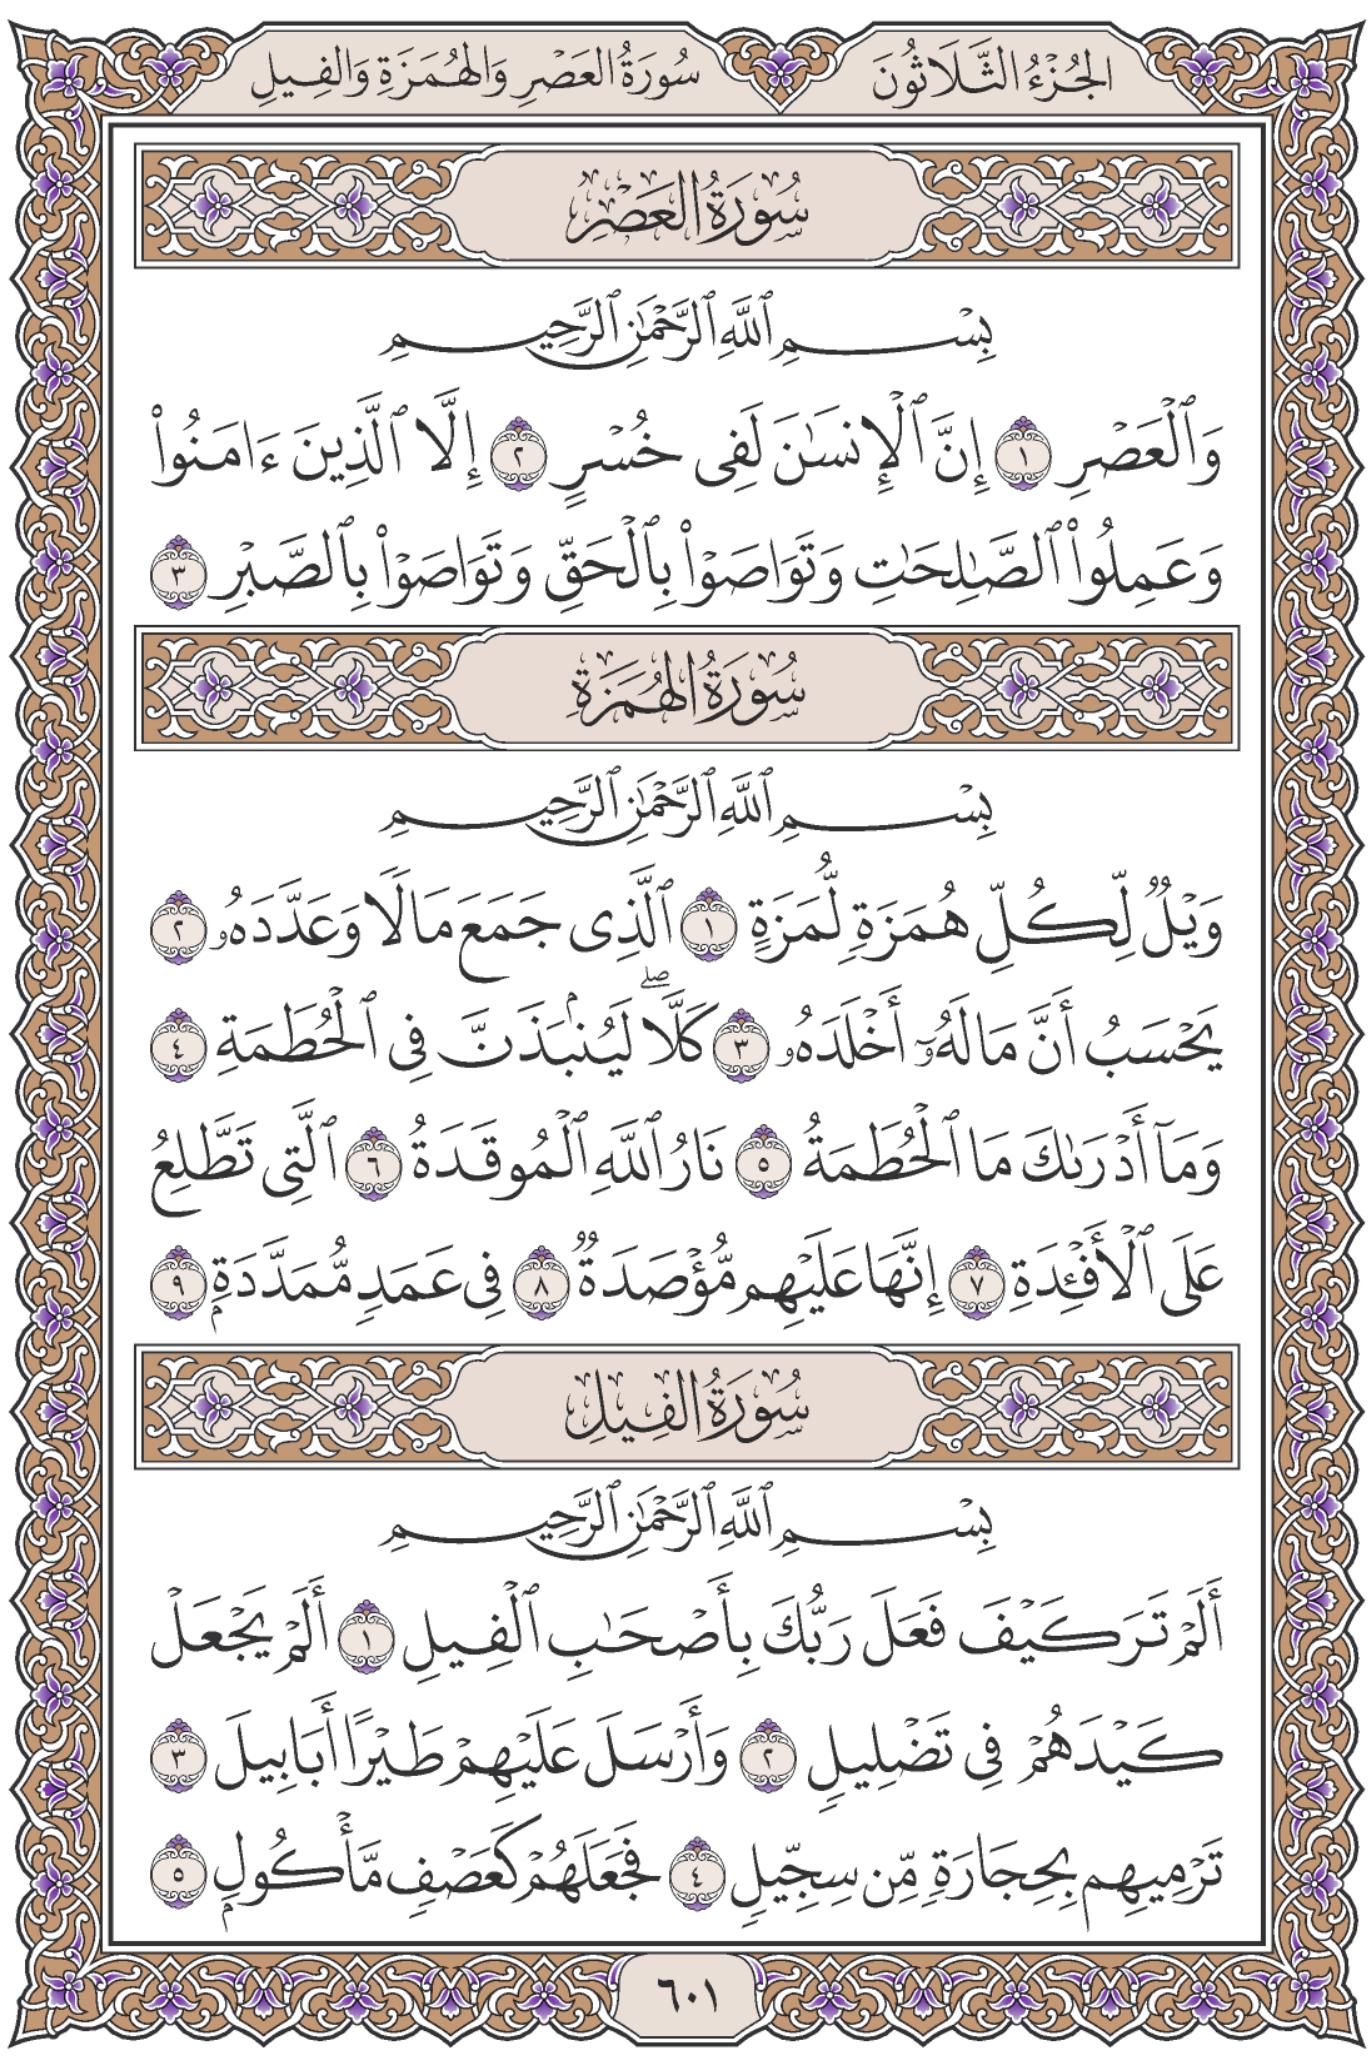 الجُزْءُ الثَّلَاثُونَ
سُورَةُ العَصْرِ وَالهُمَزَةِ وَالفِيلِ
سُورَةُ العَصْرِ
بِسْمِ ٱللَّهِ ٱلرَّحْمَٰنِ ٱلرَّحِيمِ
وَٱلْعَصْرِ ١ إِنَّ ٱلْإِنسَٰنَ لَفِى خُسْرٍ ٢ إِلَّا ٱلَّذِينَ ءَامَنُوا۟
وَعَمِلُوا۟ ٱلصَّٰلِحَٰتِ وَتَوَاصَوْا۟ بِٱلْحَقِّ وَتَوَاصَوْا۟ بِٱلصَّبْرِ ٣
سُورَةُ الهُمَزَةِ
بِسْمِ ٱللَّهِ ٱلرَّحْمَٰنِ ٱلرَّحِيمِ
وَيْلٌ لِّكُلِّ هُمَزَةٍ لُّمَزَةٍ ١ ٱلَّذِى جَمَعَ مَالًا وَعَدَّدَهُۥ ٢
يَحْسَبُ أَنَّ مَالَهُۥٓ أَخْلَدَهُۥ ٣ كَلَّا ۖ لَيُنۢبَذَنَّ فِى ٱلْحُطَمَةِ ٤
وَمَآ أَدْرَىٰكَ مَا ٱلْحُطَمَةُ ٥ نَارُ ٱللَّهِ ٱلْمُوقَدَةُ ٦ ٱلَّتِى تَطَّلِعُ
عَلَى ٱلْأَفْـِٔدَةِ ٧ إِنَّهَا عَلَيْهِم مُّؤْصَدَةٌ ٨ فِى عَمَدٍ مُّمَدَّدَةٍۭ ٩
سُورَةُ الفِيلِ
بِسْمِ ٱللَّهِ ٱلرَّحْمَٰنِ ٱلرَّحِيمِ
أَلَمْ تَرَ كَيْفَ فَعَلَ رَبُّكَ بِأَصْحَٰبِ ٱلْفِيلِ ١ أَلَمْ يَجْعَلْ
كَيْدَهُمْ فِى تَضْلِيلٍ ٢ وَأَرْسَلَ عَلَيْهِمْ طَيْرًا أَبَابِيلَ ٣
تَرْمِيهِم بِحِجَارَةٍ مِّن سِجِّيلٍ ٤ فَجَعَلَهُمْ كَعَصْفٍ مَّأْكُولٍۭ ٥
٦٠١